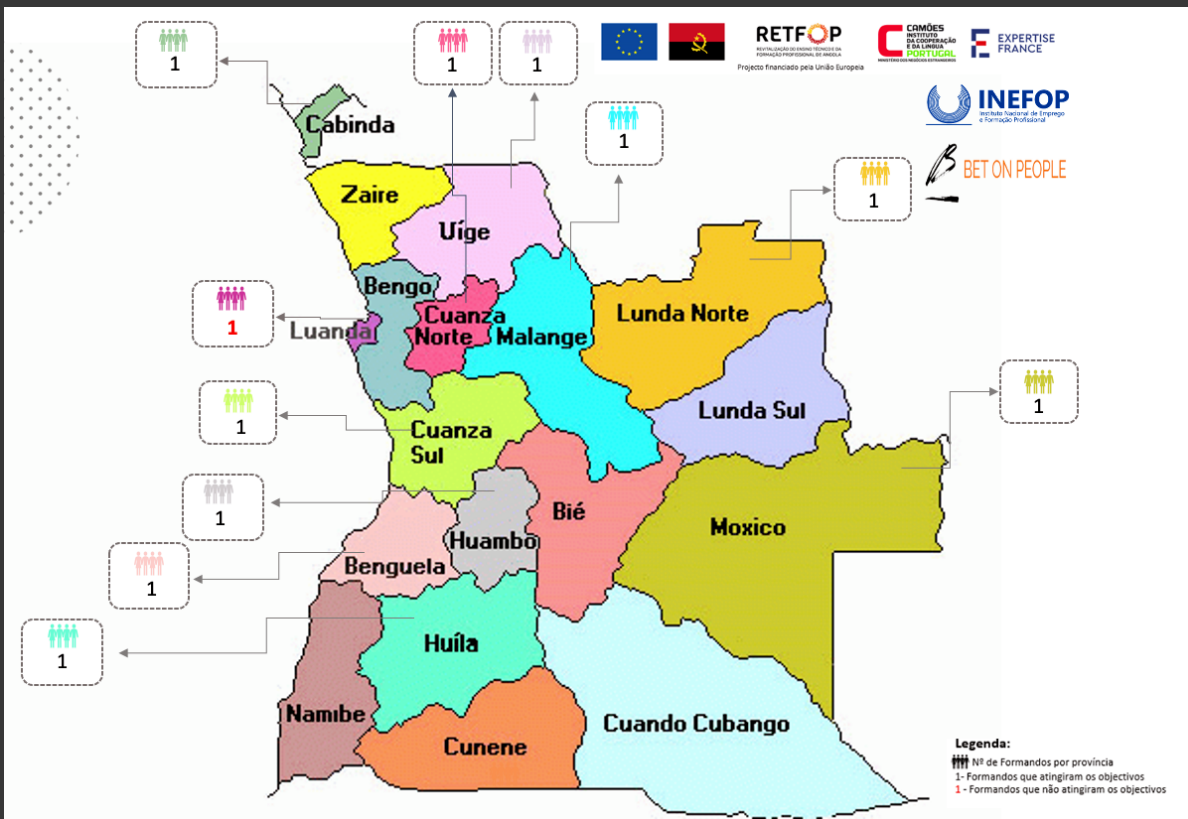 1
1
1
RETFOP
REVITALIZAÇÃO DO ENSINO TÉCNICO E DA
FORMAÇÃO PROFISSIONAL DE ANGOLA
Projecto financiado pela União Europeia
CAMÕES
INSTITUTO
DA COOPERAÇÃO
E DA LÍNGUA
PORTUGAL
MINISTÉRIO DOS NEGÓCIOS ESTRANGEIROS
EXPERTISE
FRANCE
INEFOP
Instituto Nacional de Emprego
e Formação Profissional
BET ON PEOPLE
Cabinda
1
1
Zaire
Uíge
Bengo
1
Luanda
Cuanza
Norte
Malange
Lunda Norte
1
Lunda Sul
1
Cuanza
Sul
1
Huambo
Bié
Moxico
1
Benguela
1
Huíla
Namibe
Cunene
Cuando Cubango
Legenda:
Nº de Formandos por província
1- Formandos que atingiram os objectivos
1 - Formandos que não atingiram os objectivos